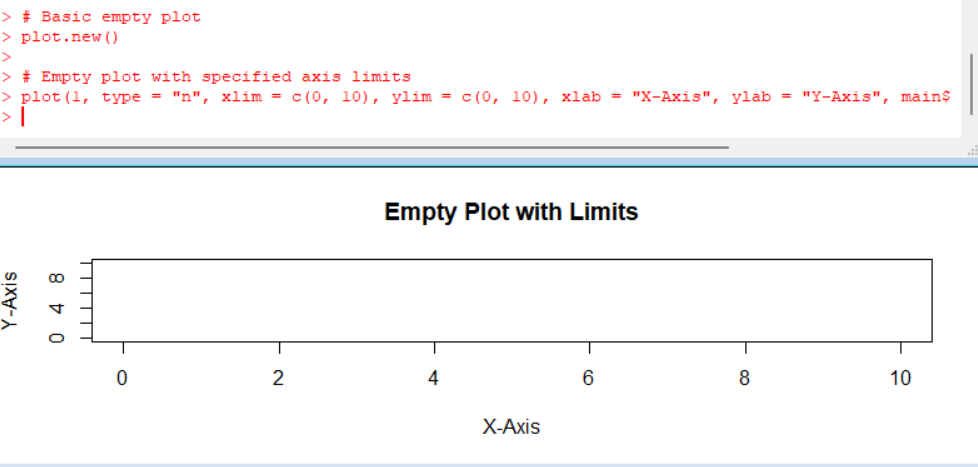 > # Basic empty plot
> plot.new()
>
> # Empty plot with specified axis limits
> plot(1, type = "n", xlim = c(0, 10), ylim = c(0, 10), xlab = "X-Axis", ylab = "Y-Axis", main$
>
Empty Plot with Limits
Y-Axis
8
4
0
0 2 4 6 8 10
X-Axis